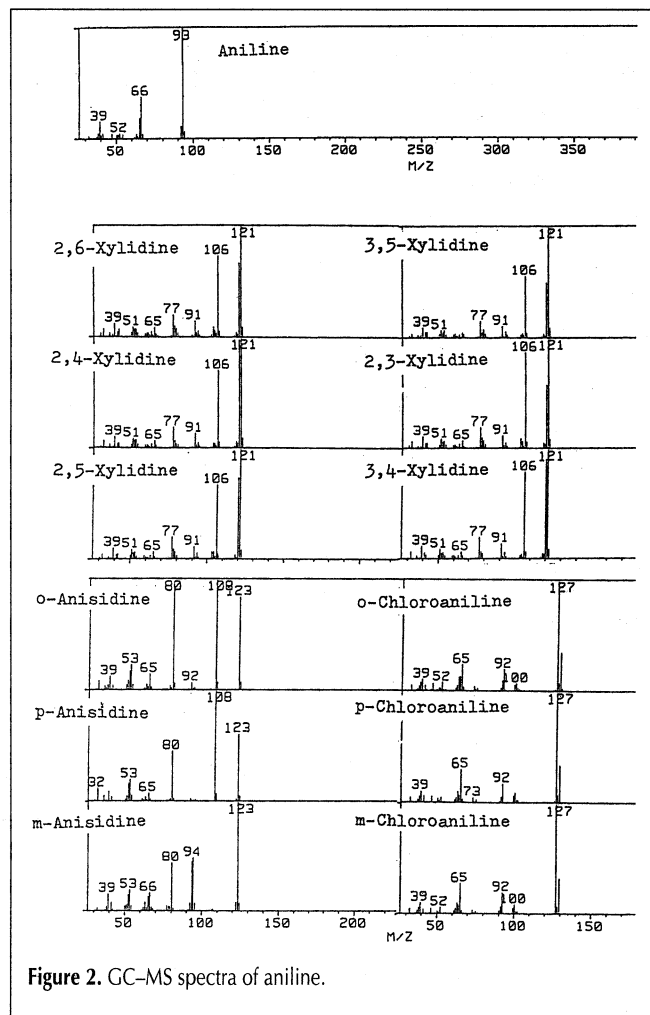 93
Aniline
66
39
52
50 100 150 200 250 300 350
M/Z
2,6-Xylidine
39 51 65 77 91 106 121
3,5-Xylidine
39 51 77 91 106 121
2,4-Xylidine
39 51 65 77 91 106 121
2,3-Xylidine
39 51 65 77 91 106 121
2,5-Xylidine
39 51 65 77 91 106 121
3,4-Xylidine
39 51 65 77 91 106 121
o-Anisidine
39 53 65 80 92 108 123
o-Chloroaniline
39 52 65 92 100 127
p-Anisidine
32 53 65 80 108 123
p-Chloroaniline
39 65 73 92 127
m-Anisidine
39 53 66 80 94 123
m-Chloroaniline
39 52 65 92 100 127
50 100 150 200
M/Z
50 100 150
M/Z
Figure 2. GC–MS spectra of aniline.